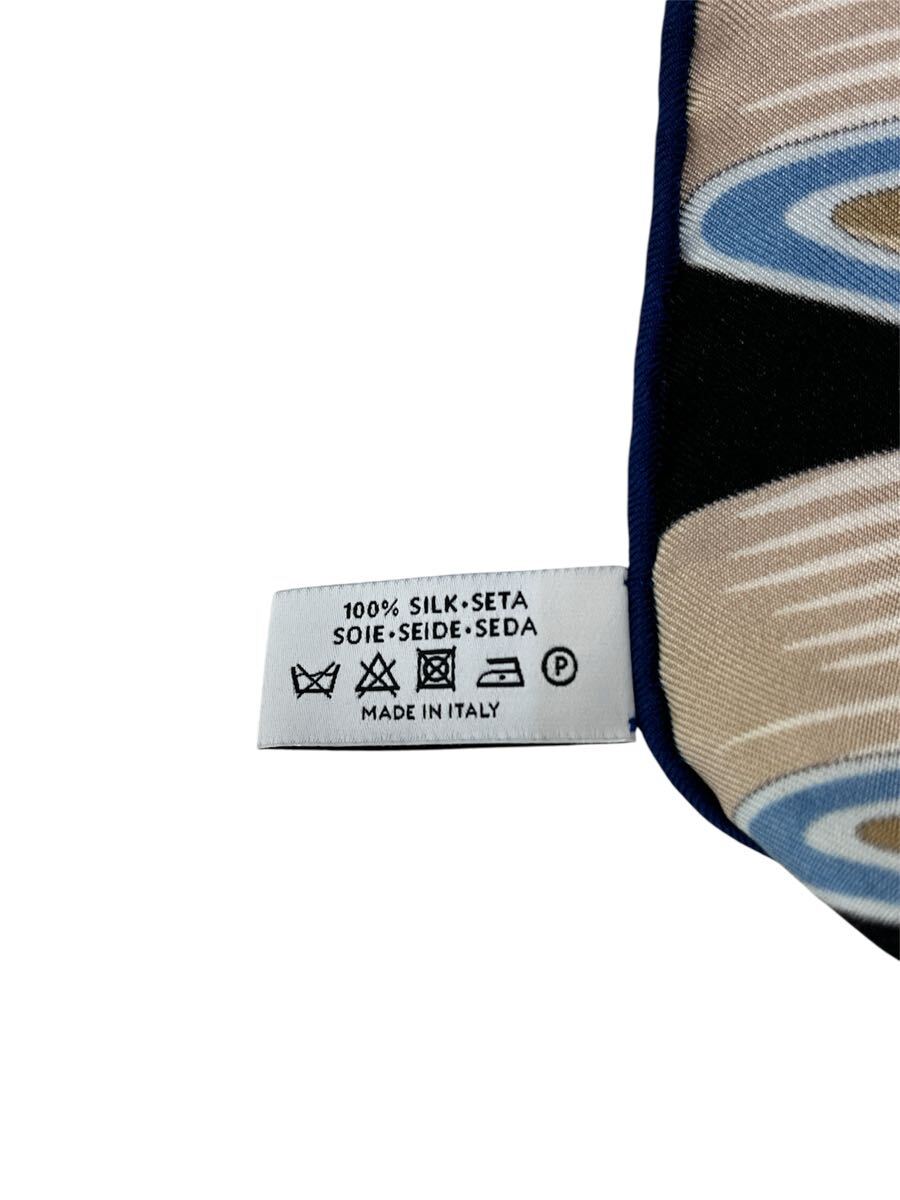 100% SILK•SETA
SOIE•SEIDE•SEDA
P
MADE IN ITALY